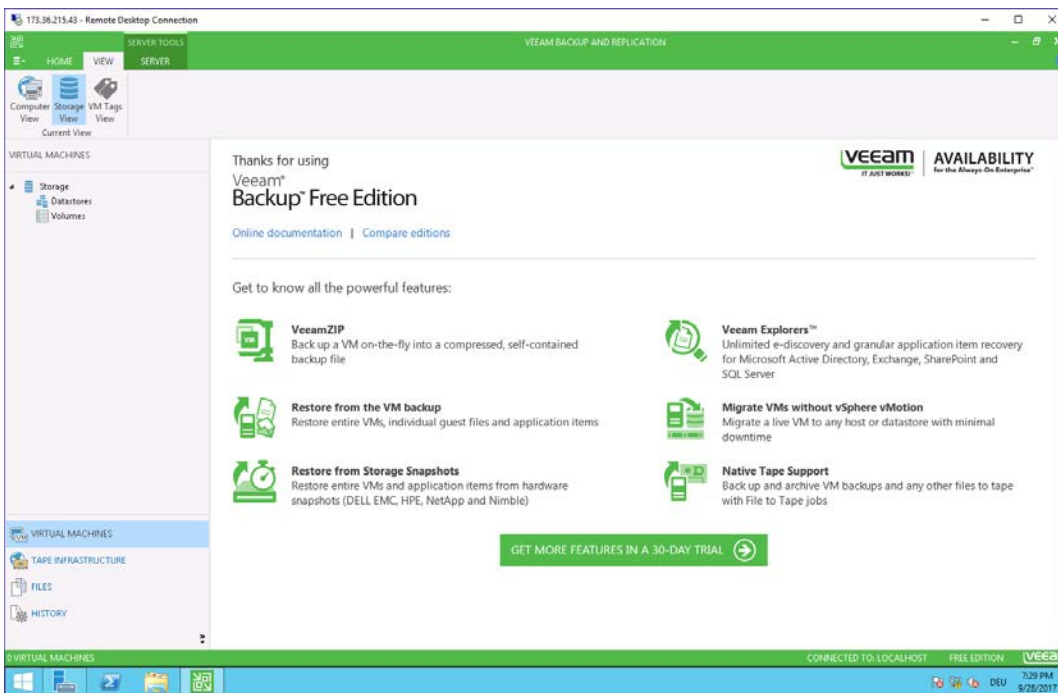 173.36.215.43 - Remote Desktop Connection
SERVER TOOLS
VEEAM BACKUP AND REPLICATION
HOME VIEW SERVER
Computer View
Storage View
VM Tags View
Current View
VIRTUAL MACHINES
Storage
Datastores
Volumes
Thanks for using
Veeam®
Backup™ Free Edition
Online documentation | Compare editions
veeam
IT JUST WORKS!
AVAILABILITY
for the Always-On Enterprise™
Get to know all the powerful features:
VeeamZIP
Back up a VM on-the-fly into a compressed, self-contained
backup file
Veeam Explorers™
Unlimited e-discovery and granular application item recovery
for Microsoft Active Directory, Exchange, SharePoint and
SQL Server
Restore from the VM backup
Restore entire VMs, individual guest files and application items
Migrate VMs without vSphere vMotion
Migrate a live VM to any host or datastore with minimal
downtime
Restore from Storage Snapshots
Restore entire VMs and application items from hardware
snapshots (DELL EMC, HPE, NetApp and Nimble)
Native Tape Support
Back up and archive VM backups and any other files to tape
with File to Tape jobs
GET MORE FEATURES IN A 30-DAY TRIAL
VIRTUAL MACHINES
TAPE INFRASTRUCTURE
FILES
HISTORY
0 VIRTUAL MACHINES
CONNECTED TO: LOCALHOST FREE EDITION veea
DEU
7:29 PM
9/28/2017